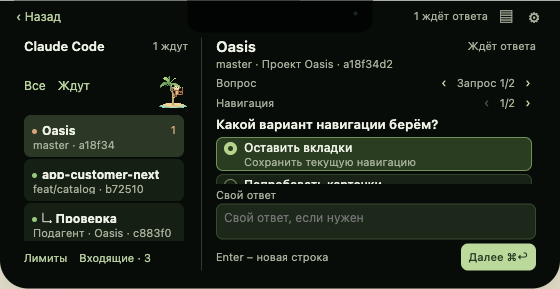 ‹ Назад
1 ждёт ответа
Claude Code
1 ждут
Все Ждут
Oasis 1
master · a18f34
app-customer-next
feat/catalog · b72510
Проверка
Подагент · Oasis · c883f0
Лимиты Входящие · 3
Oasis
Ждёт ответа
master · Проект Oasis · a18f34d2
Вопрос
‹ Запрос 1/2 ›
Навигация
‹ 1/2 ›
Какой вариант навигации берём?
Оставить вкладки
Сохранить текущую навигацию
Попробовать карточки
Свой ответ
Свой ответ, если нужен
Enter – новая строка
Далее ⌘↩